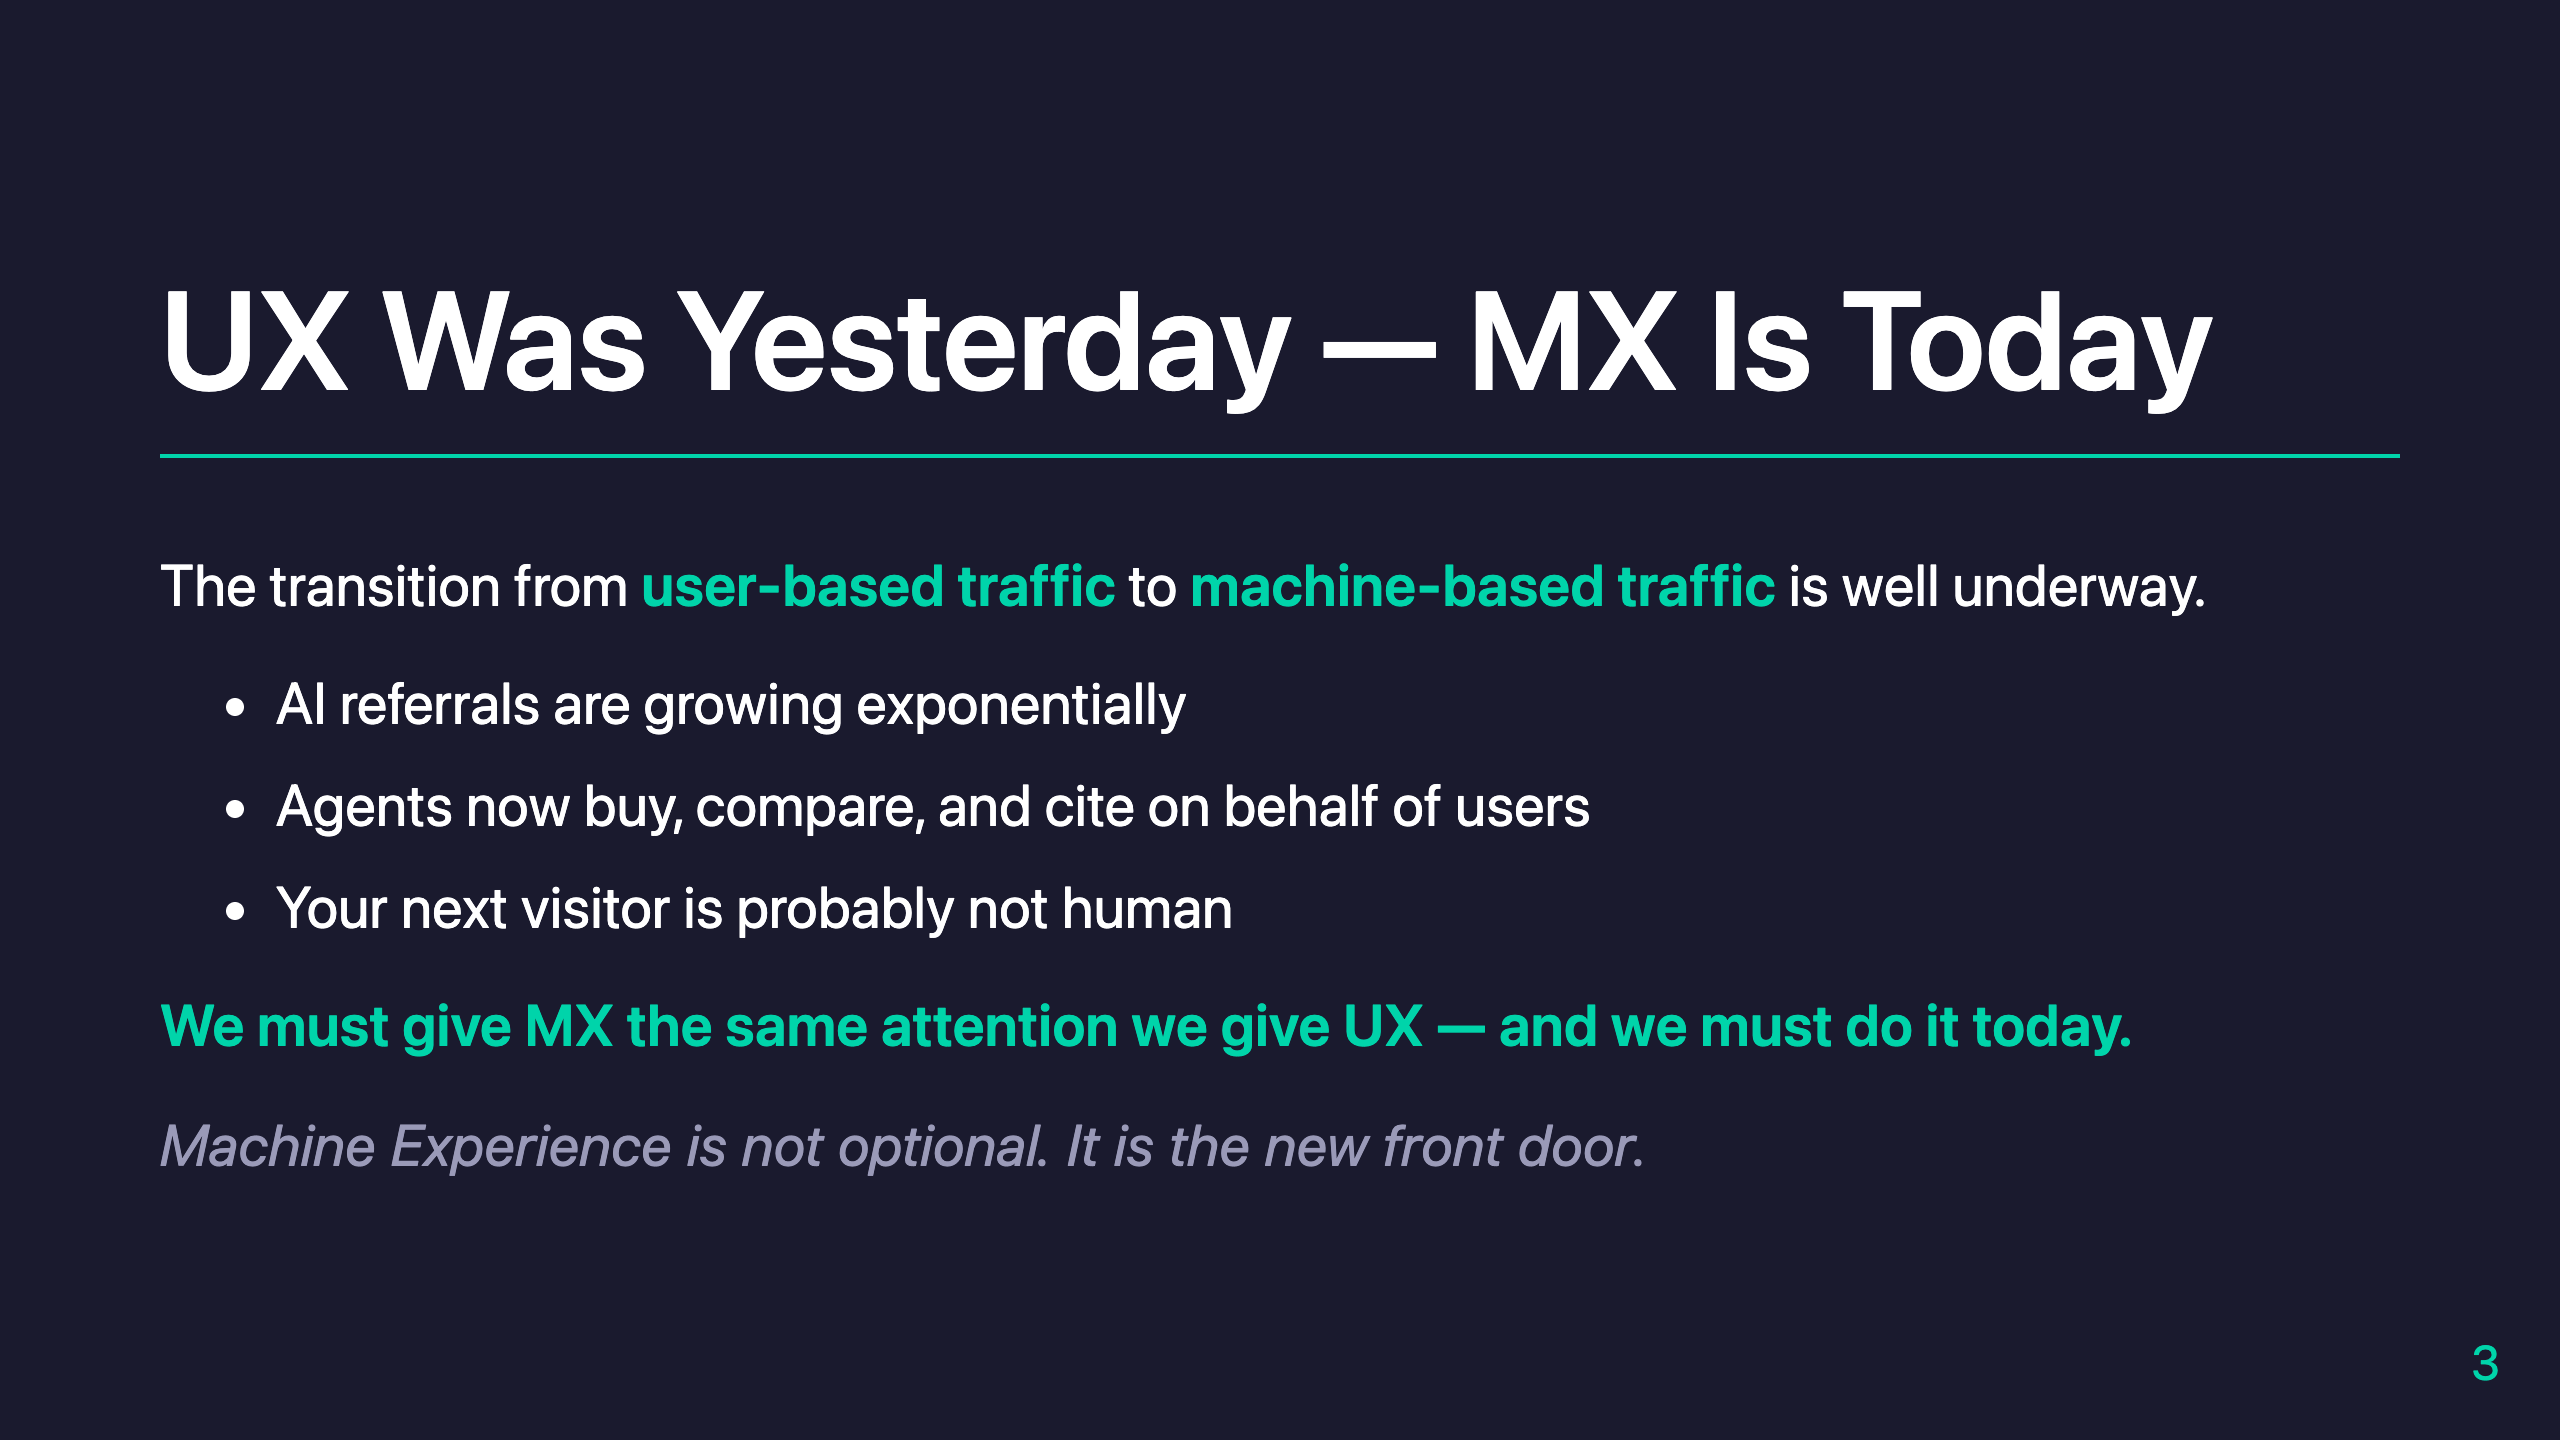 UX Was Yesterday — MX Is Today
The transition from user-based traffic to machine-based traffic is well underway.
• AI referrals are growing exponentially
• Agents now buy, compare, and cite on behalf of users
• Your next visitor is probably not human
We must give MX the same attention we give UX — and we must do it today.
Machine Experience is not optional. It is the new front door.
3